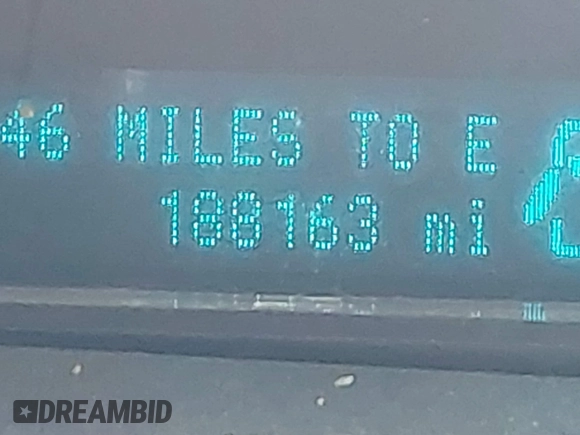 46 MILES TO E
188163 mi
DREAMBID